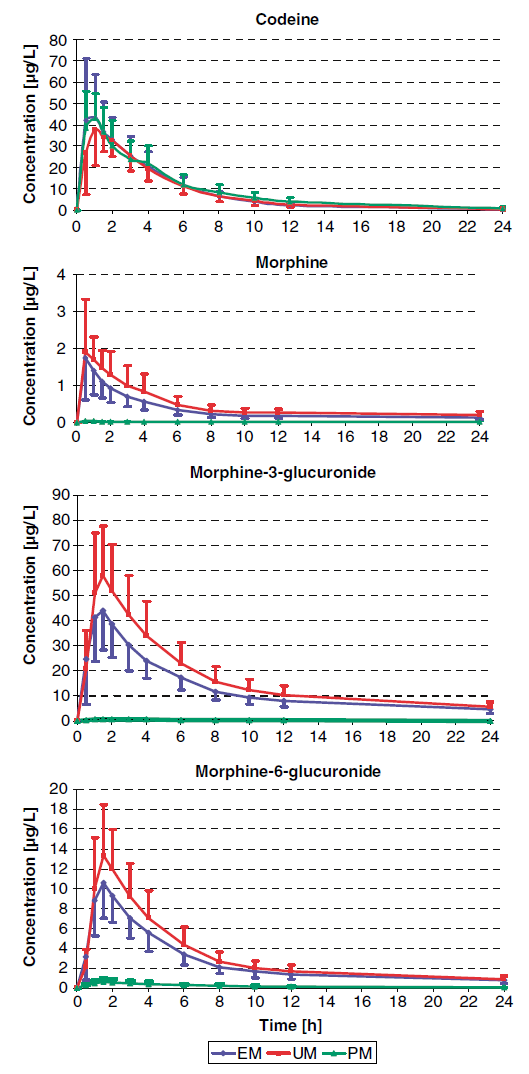 Codeine
Concentration [µg/L]
80
70
60
50
40
30
20
10
0
0 2 4 6 8 10 12 14 16 18 20 22 24
Morphine
Concentration [µg/L]
4
3
2
1
0
0 2 4 6 8 10 12 14 16 18 20 22 24
Morphine-3-glucuronide
Concentration [µg/L]
90
80
70
60
50
40
30
20
10
0
0 2 4 6 8 10 12 14 16 18 20 22 24
Morphine-6-glucuronide
Concentration [µg/L]
20
18
16
14
12
10
8
6
4
2
0
0 2 4 6 8 10 12 14 16 18 20 22 24
Time [h]
EM UM PM